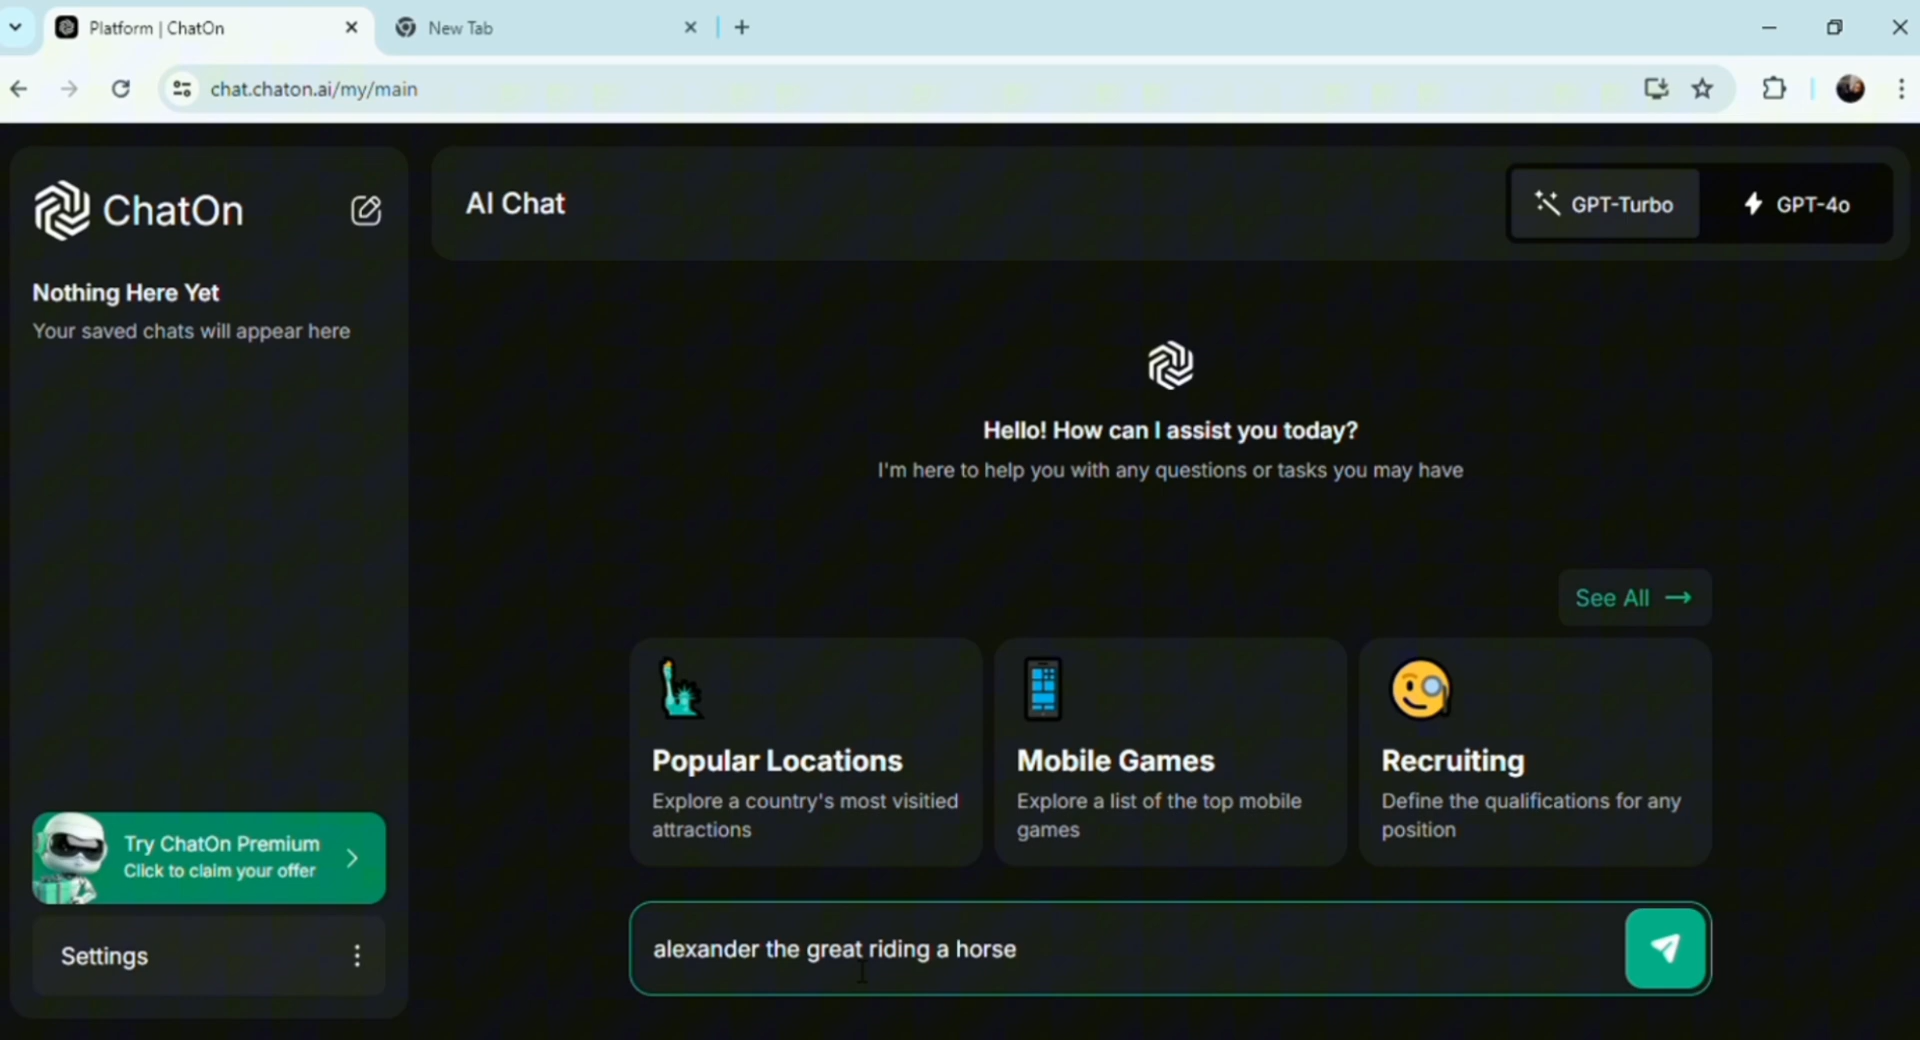 Platform | ChatOn
New Tab
chat.chaton.ai/my/main
ChatOn
AI Chat
GPT-Turbo
GPT-4o
Nothing Here Yet
Your saved chats will appear here
Hello! How can I assist you today?
I'm here to help you with any questions or tasks you may have
See All
Popular Locations
Explore a country's most visitied
attractions
Mobile Games
Explore a list of the top mobile
games
Recruiting
Define the qualifications for any
position
Try ChatOn Premium
Click to claim your offer
Settings
alexander the great riding a horse